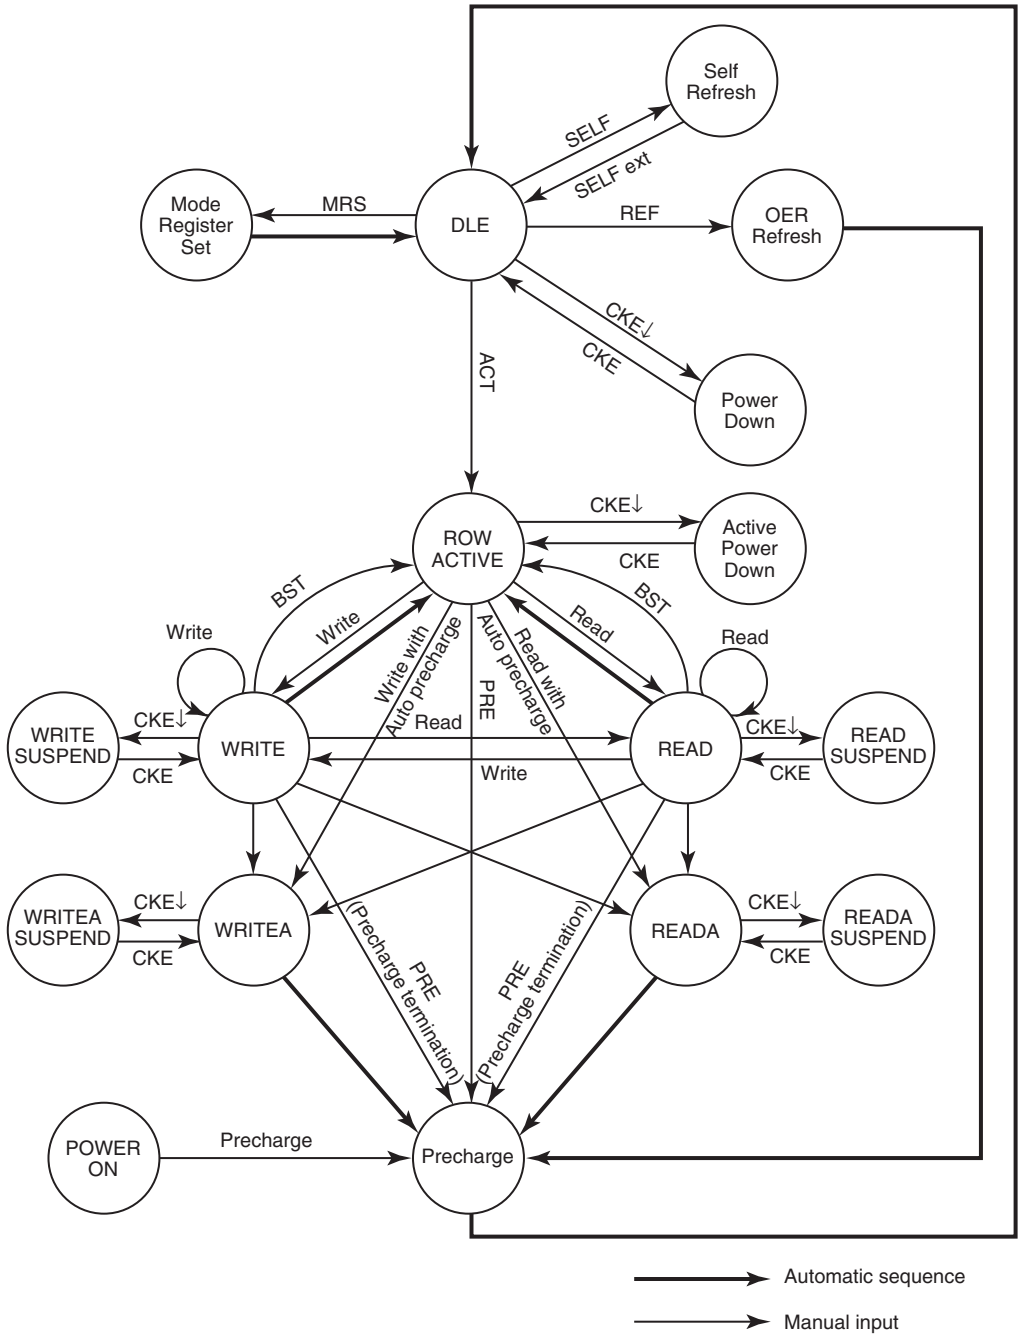 Self
Refresh
SELF
SELF ext
Mode
Register
Set
MRS
DLE
REF
OER
Refresh
CKE↓
CKE
Power
Down
ACT
ROW
ACTIVE
CKE↓
CKE
Active
Power
Down
BST
BST
Write
Write
Write with
Auto precharge
PRE
Read with
Auto precharge
Read
Read
WRITE
SUSPEND
CKE↓
CKE
WRITE
Read
Write
READ
CKE↓
CKE
READ
SUSPEND
WRITEA
SUSPEND
CKE↓
CKE
WRITEA
READA
CKE↓
CKE
READA
SUSPEND
PRE
(Precharge termination)
PRE
(Precharge termination)
POWER
ON
Precharge
Precharge
Automatic sequence
Manual input